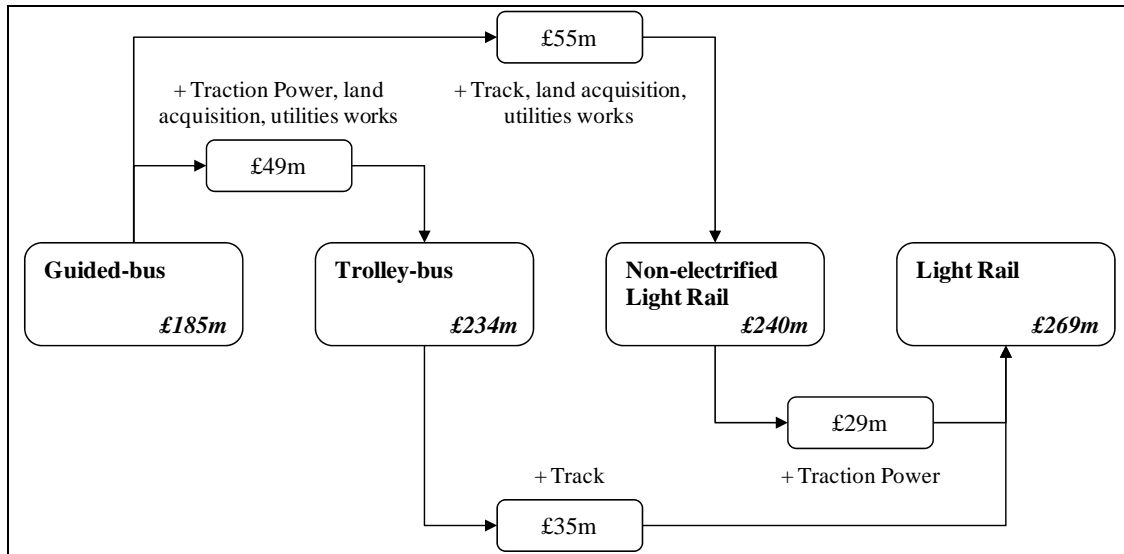 £55m
+ Traction Power, land
acquisition, utilities works
+ Track, land acquisition,
utilities works
£49m
Guided-bus
£185m
Trolley-bus
£234m
Non-electrified
Light Rail
£240m
Light Rail
£269m
£29m
+ Traction Power
+ Track
£35m